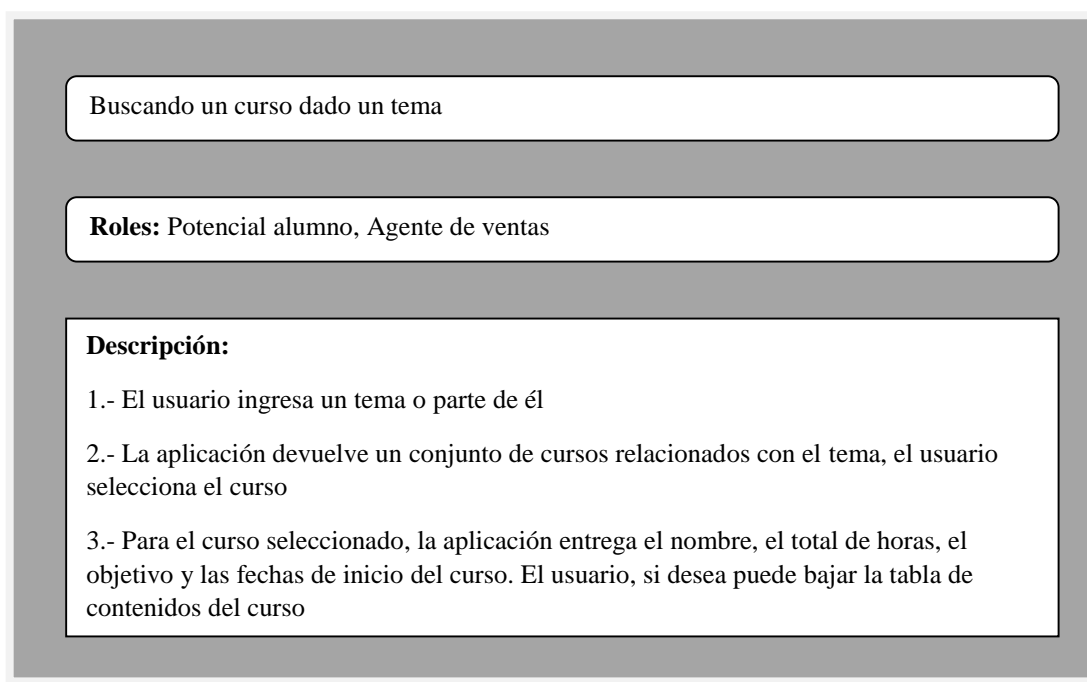 Buscando un curso dado un tema
Roles: Potencial alumno, Agente de ventas
Descripción:
1.- El usuario ingresa un tema o parte de él
2.- La aplicación devuelve un conjunto de cursos relacionados con el tema, el usuario
selecciona el curso
3.- Para el curso seleccionado, la aplicación entrega el nombre, el total de horas, el
objetivo y las fechas de inicio del curso. El usuario, si desea puede bajar la tabla de
contenidos del curso